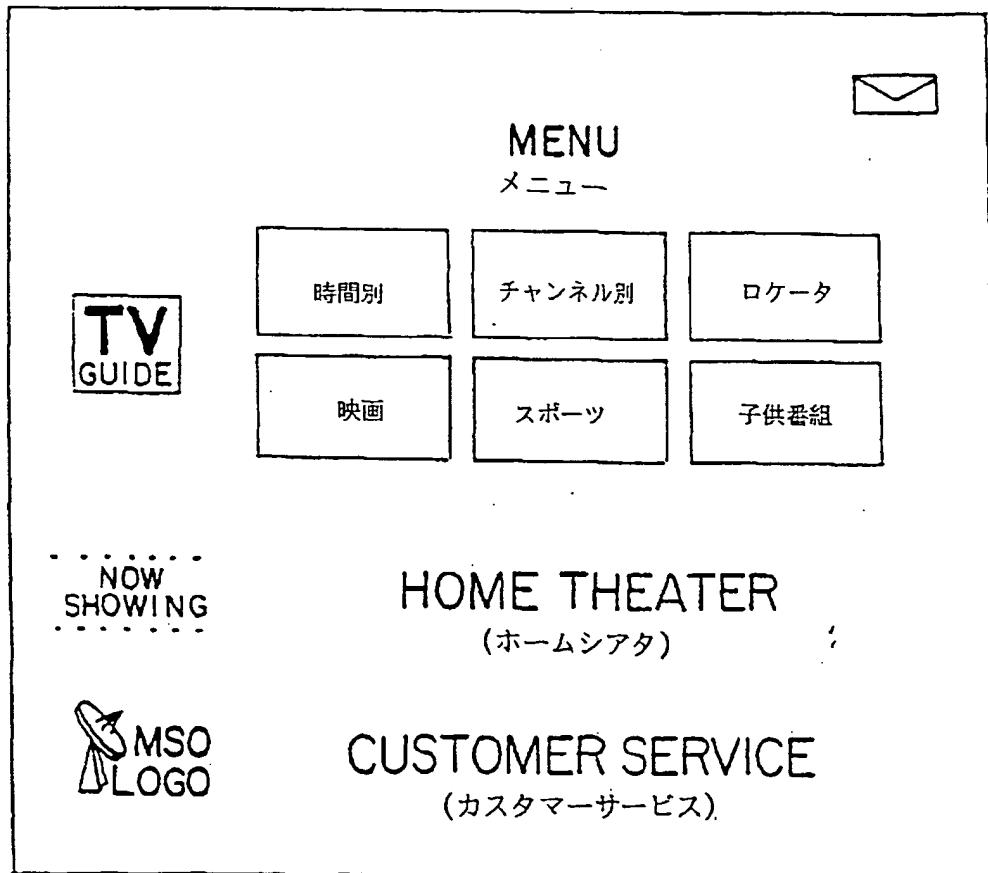 MENU
メニュー
時間別
チャンネル別
ロケータ
TV
GUIDE
映画
スポーツ
子供番組
NOW
SHOWING
HOME THEATER
(ホームシアタ)
MSO
LOGO
CUSTOMER SERVICE
(カスタマーサービス)